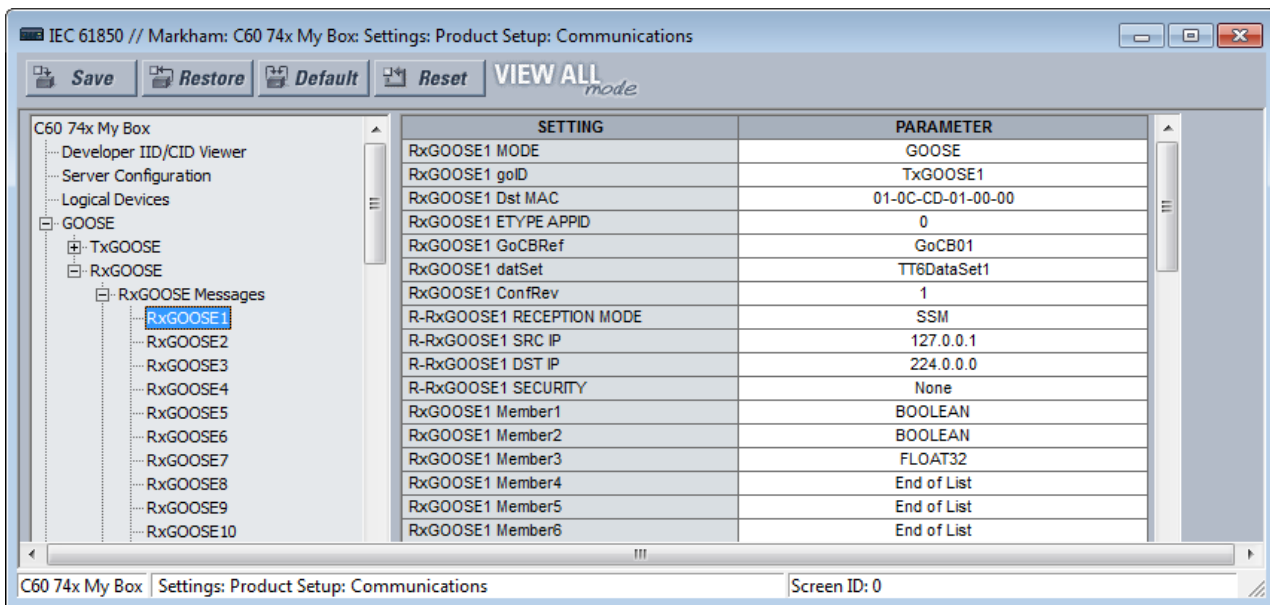 IEC 61850 // Markham: C60 74x My Box: Settings: Product Setup: Communications
Save Restore Default Reset VIEW ALL mode
C60 74x My Box
Developer IID/CID Viewer
Server Configuration
Logical Devices
GOOSE
TxGOOSE
RxGOOSE
RxGOOSE Messages
RxGOOSE1
RxGOOSE2
RxGOOSE3
RxGOOSE4
RxGOOSE5
RxGOOSE6
RxGOOSE7
RxGOOSE8
RxGOOSE9
RxGOOSE10
SETTING PARAMETER
RxGOOSE1 MODE GOOSE
RxGOOSE1 goID TxGOOSE1
RxGOOSE1 Dst MAC 01-0C-CD-01-00-00
RxGOOSE1 ETYPE APPID 0
RxGOOSE1 GoCBRef GoCB01
RxGOOSE1 datSet TT6DataSet1
RxGOOSE1 ConfRev 1
R-RxGOOSE1 RECEPTION MODE SSM
R-RxGOOSE1 SRC IP 127.0.0.1
R-RxGOOSE1 DST IP 224.0.0.0
R-RxGOOSE1 SECURITY None
RxGOOSE1 Member1 BOOLEAN
RxGOOSE1 Member2 BOOLEAN
RxGOOSE1 Member3 FLOAT32
RxGOOSE1 Member4 End of List
RxGOOSE1 Member5 End of List
RxGOOSE1 Member6 End of List
C60 74x My Box Settings: Product Setup: Communications Screen ID: 0